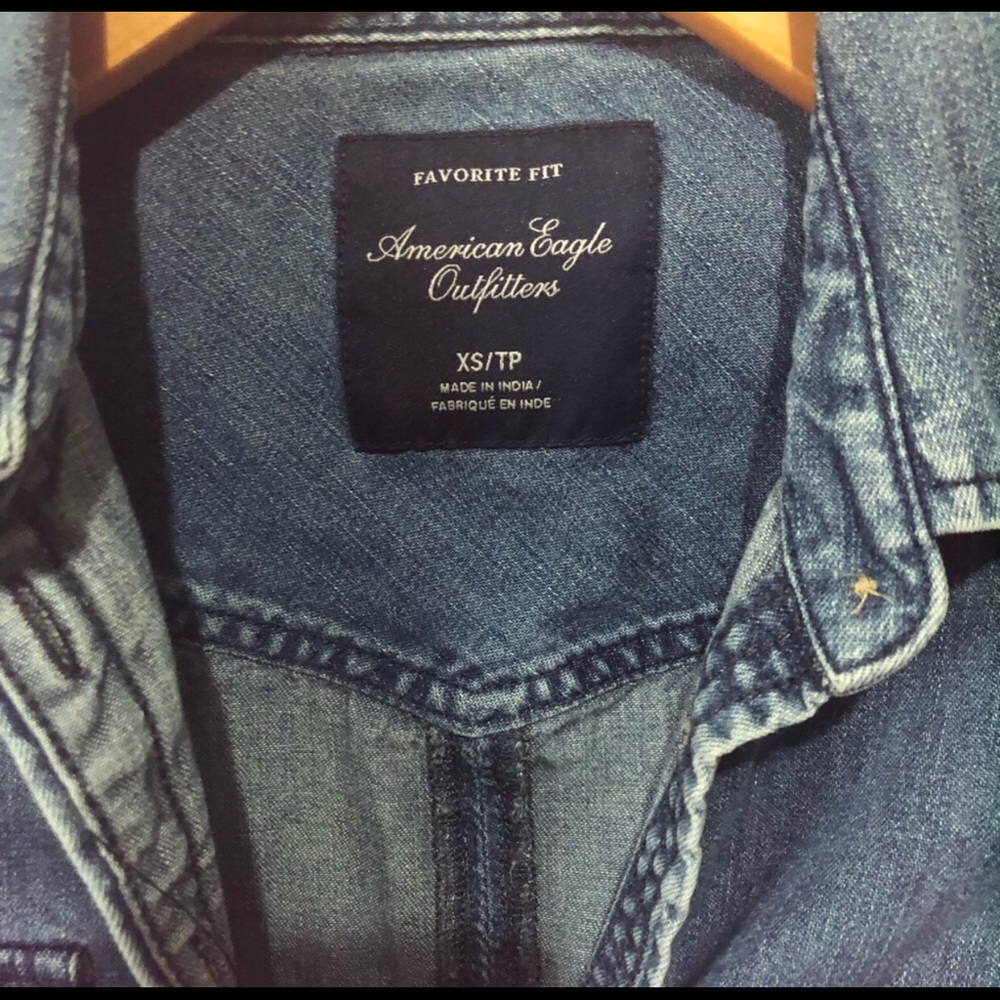 FAVORITE FIT
American Eagle
Outfitters
XS/TP
MADE IN INDIA/
FABRIQUÉ EN INDE